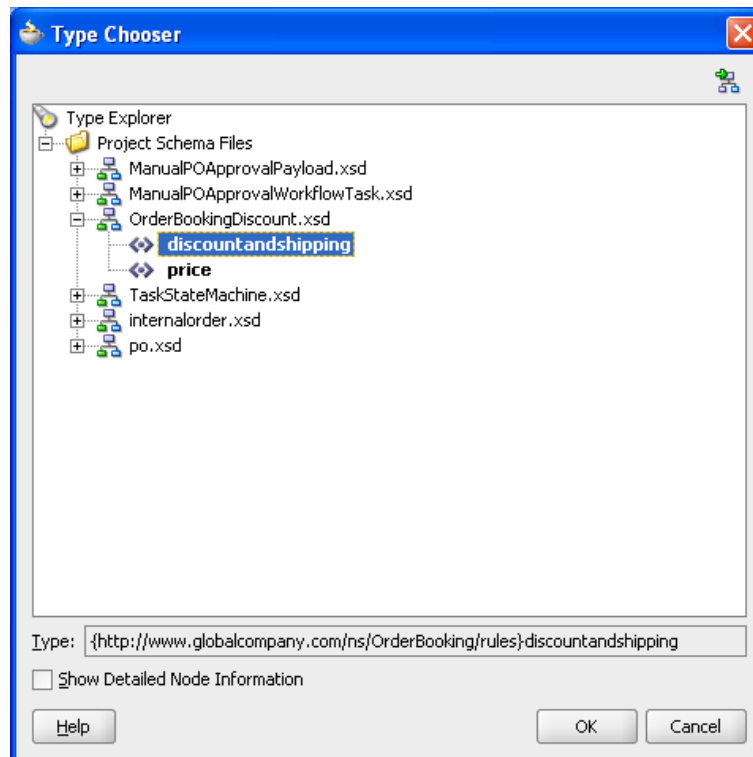 Type Chooser
Type Explorer
Project Schema Files
ManualPOApprovalPayload.xsd
ManualPOApprovalWorkflowTask.xsd
OrderBookingDiscount.xsd
discountandshipping
price
TaskStateMachine.xsd
internalorder.xsd
po.xsd
Type: {http://www.globalcompany.com/ns/OrderBooking/rules}discountandshipping
Show Detailed Node Information
Help OK Cancel